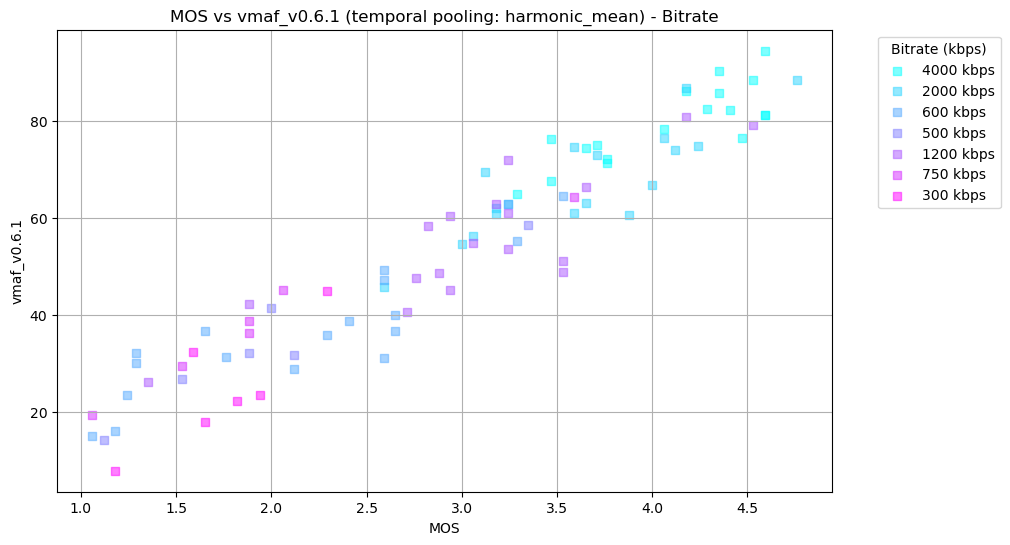 MOS vs vmaf_v0.6.1 (temporal pooling: harmonic_mean) - Bitrate
Bitrate (kbps)
4000 kbps
2000 kbps
600 kbps
500 kbps
1200 kbps
750 kbps
300 kbps
vmaf_v0.6.1
80
60
40
20
1.0 1.5 2.0 2.5 3.0 3.5 4.0 4.5
MOS